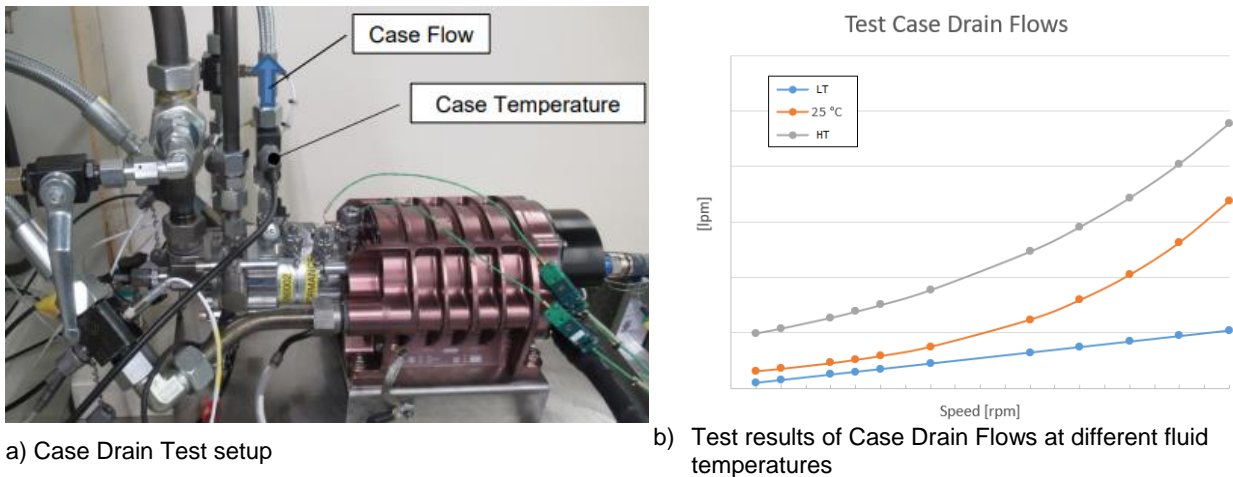 Case Flow
Case Temperature
Test Case Drain Flows
LT
25 °C
HT
[lpm]
Speed [rpm]
a) Case Drain Test setup
b) Test results of Case Drain Flows at different fluid
temperatures